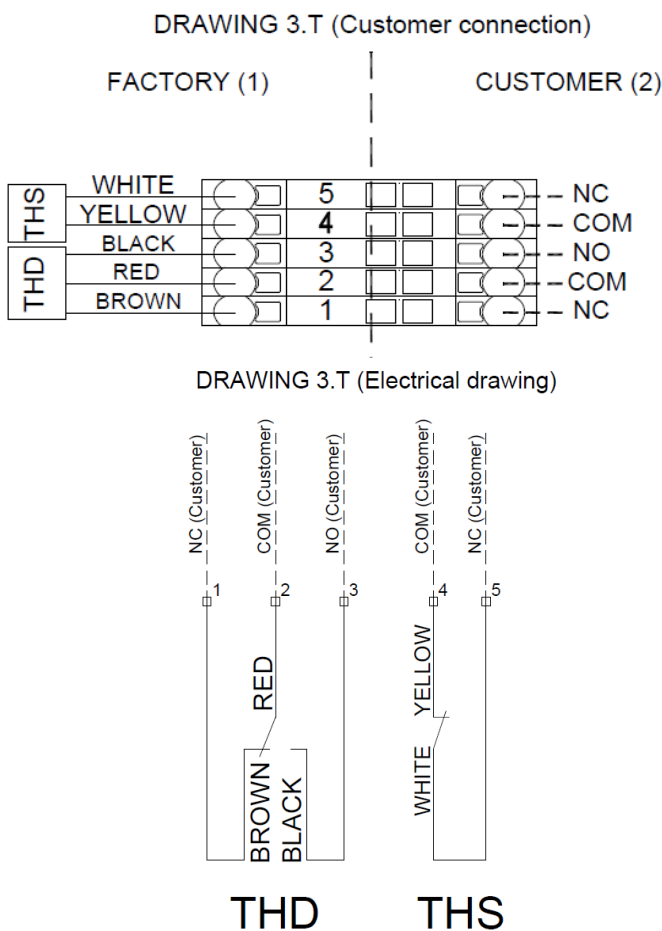 DRAWING 3.T (Customer connection)
FACTORY (1) CUSTOMER (2)
THS
WHITE 5 NC
YELLOW 4 COM
THD
BLACK 3 NO
RED 2 COM
BROWN 1 NC
DRAWING 3.T (Electrical drawing)
NC (Customer)
COM (Customer)
NO (Customer)
COM (Customer)
NC (Customer)
1 2 3 4 5
RED
YELLOW
BROWN
BLACK
WHITE
THD THS